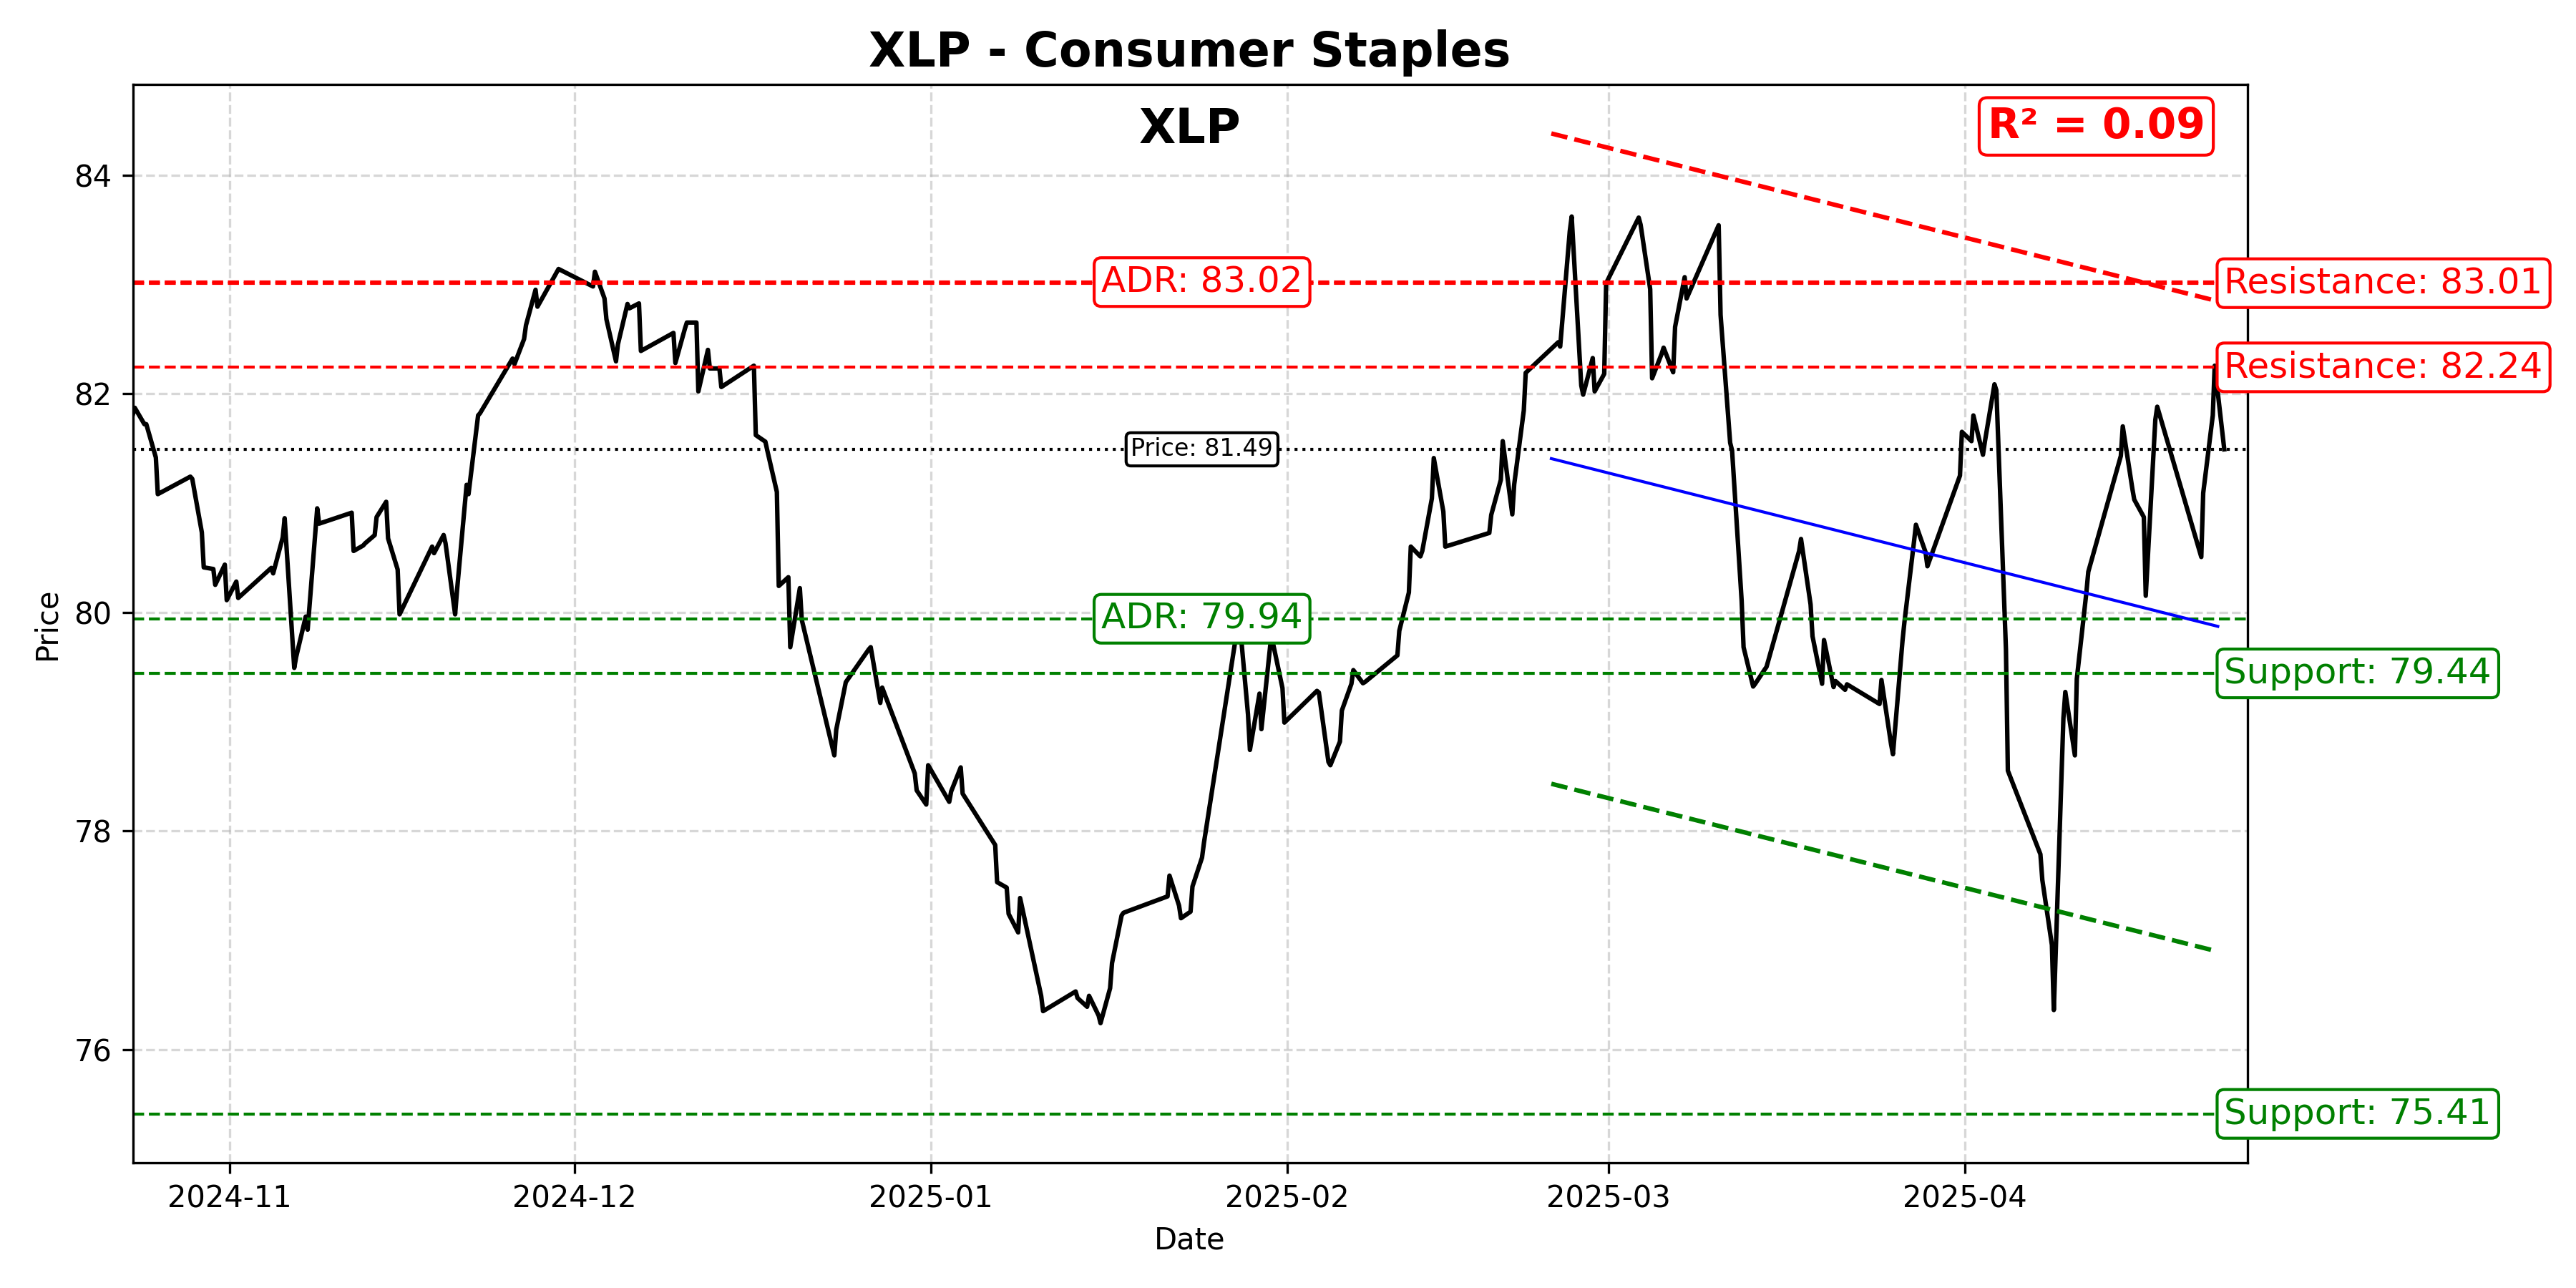 XLP - Consumer Staples
XLP
R² = 0.09
84
82
80
78
76
Price
ADR: 83.02
Resistance: 83.01
Resistance: 82.24
Price: 81.49
ADR: 79.94
Support: 79.44
Support: 75.41
2024-11
2024-12
2025-01
2025-02
2025-03
2025-04
Date